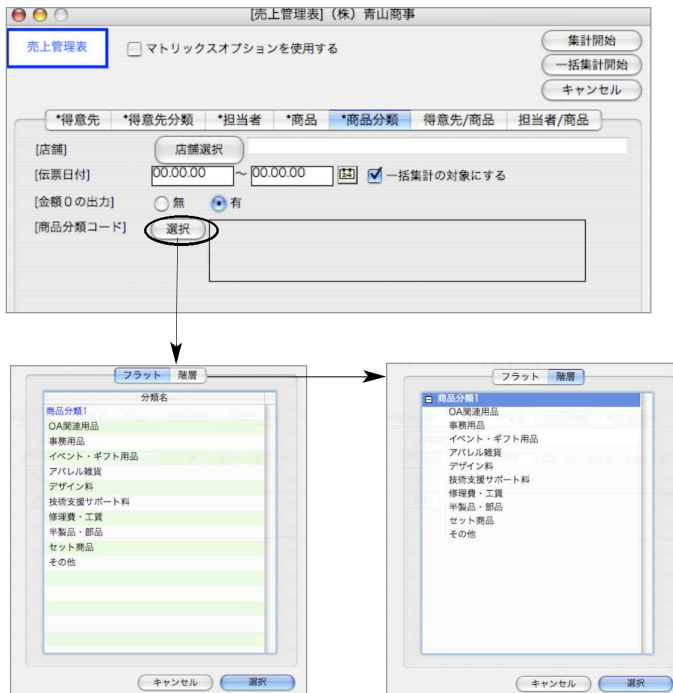 [売上管理表]（株）青山商事
売上管理表
マトリックスオプションを使用する
集計開始
一括集計開始
キャンセル
*得意先 *得意先分類 *担当者 *商品 *商品分類 得意先/商品 担当者/商品
[店舗] 店舗選択
[伝票日付] 00.00.00 ～ 00.00.00 一括集計の対象にする
[金額０の出力] 無 有
[商品分類コード] 選択
フラット 階層
分類名
商品分類1
OA関連用品
事務用品
イベント・ギフト用品
アパレル雑貨
デザイン料
技術支援サポート料
修理費・工賃
半製品・部品
セット商品
その他
キャンセル 選択
フラット 階層
商品分類1
OA関連用品
事務用品
イベント・ギフト用品
アパレル雑貨
デザイン料
技術支援サポート料
修理費・工賃
半製品・部品
セット商品
その他
キャンセル 選択